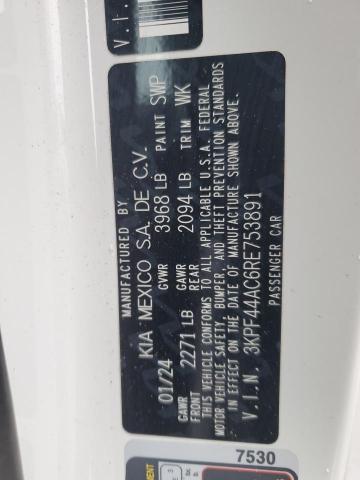 V.I.
MANUFACTURED BY
KIA MEXICO S.A. DE C.V.
01/24 GVWR 3968 LB PAINT SWP
GAWR FRONT 2271 LB GAWR REAR 2094 LB TRIM WK
THIS VEHICLE CONFORMS TO ALL APPLICABLE U.S.A. FEDERAL
MOTOR VEHICLE SAFETY, BUMPER, AND THEFT PREVENTION STANDARDS
IN EFFECT ON THE DATE OF MANUFACTURE SHOWN ABOVE.
V.I.N. 3KPF44AC6RE753891
PASSENGER CAR
7530